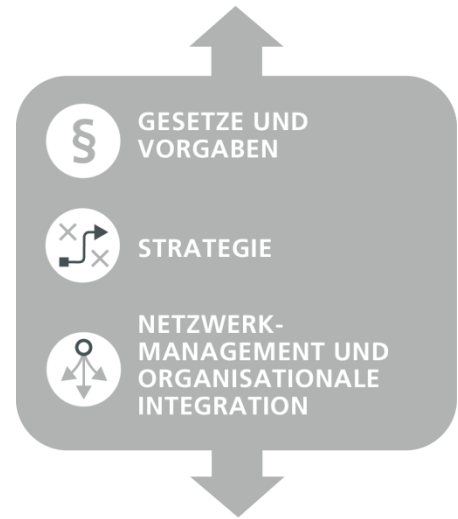 §
GESETZE UND
VORGABEN
STRATEGIE
NETZWERK-
MANAGEMENT UND
ORGANISATIONALE
INTEGRATION